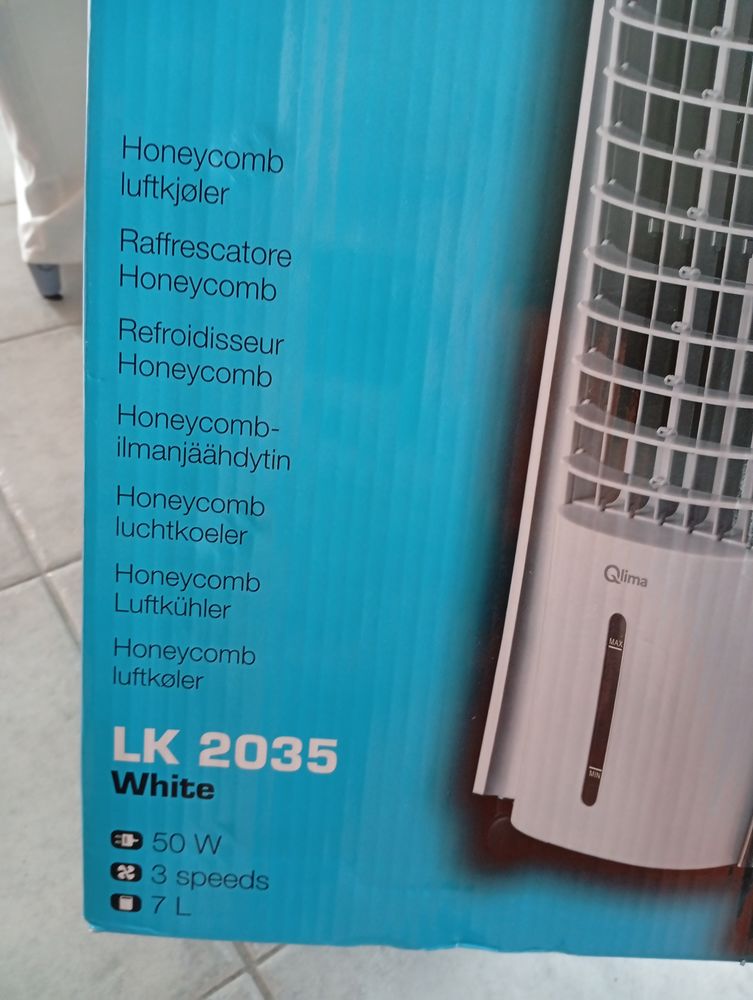 Honeycomb
luftkjøler
Raffrescatore
Honeycomb
Refroidisseur
Honeycomb
Honeycomb-
ilmanjäähdytin
Honeycomb
luchtkoeler
Honeycomb
Luftkühler
Honeycomb
luftkøler
LK 2035
White
50 W
3 speeds
7 L
Qlima
MAX
MIN